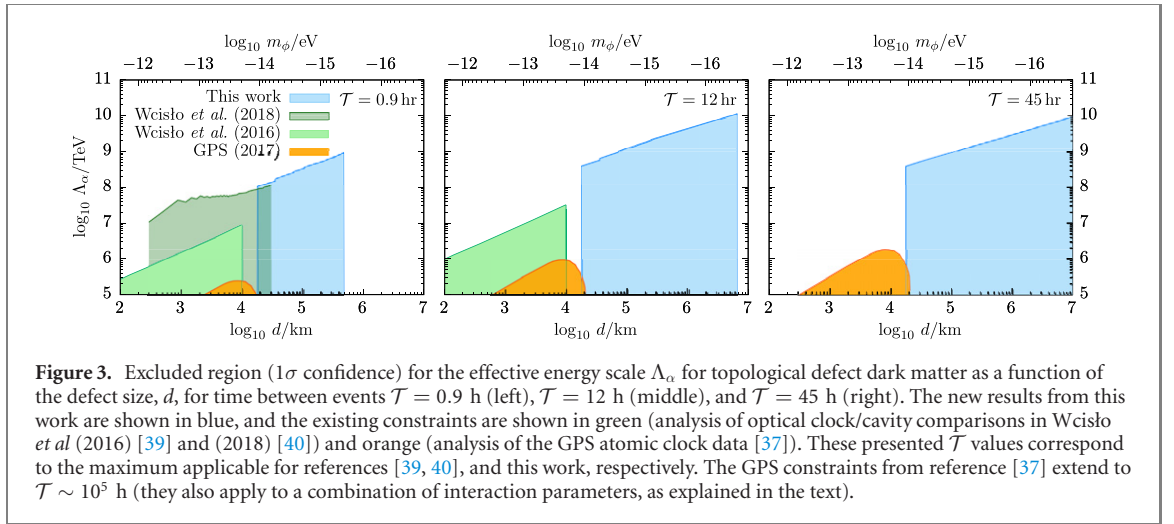 log₁₀ mϕ/eV log₁₀ mϕ/eV log₁₀ mϕ/eV
−12 −13 −14 −15 −16 −12 −13 −14 −15 −16 −12 −13 −14 −15 −16
11 11
This work 𝒯 = 0.9 hr 𝒯 = 12 hr 𝒯 = 45 hr
10 10
Wcisło et al. (2018)
Wcisło et al. (2016)
GPS (2017)
9 9
log₁₀ Λα/TeV
8 8
7 7
6 6
5 5
2 3 4 5 6 7 2 3 4 5 6 7 2 3 4 5 6 7
log₁₀ d/km log₁₀ d/km log₁₀ d/km
Figure 3. Excluded region (1σ confidence) for the effective energy scale Λα for topological defect dark matter as a function of
the defect size, d, for time between events 𝒯 = 0.9 h (left), 𝒯 = 12 h (middle), and 𝒯 = 45 h (right). The new results from this
work are shown in blue, and the existing constraints are shown in green (analysis of optical clock/cavity comparisons in Wcisło
et al (2016) [39] and (2018) [40]) and orange (analysis of the GPS atomic clock data [37]). These presented 𝒯 values correspond
to the maximum applicable for references [39, 40], and this work, respectively. The GPS constraints from reference [37] extend to
𝒯 ∼ 10⁵ h (they also apply to a combination of interaction parameters, as explained in the text).